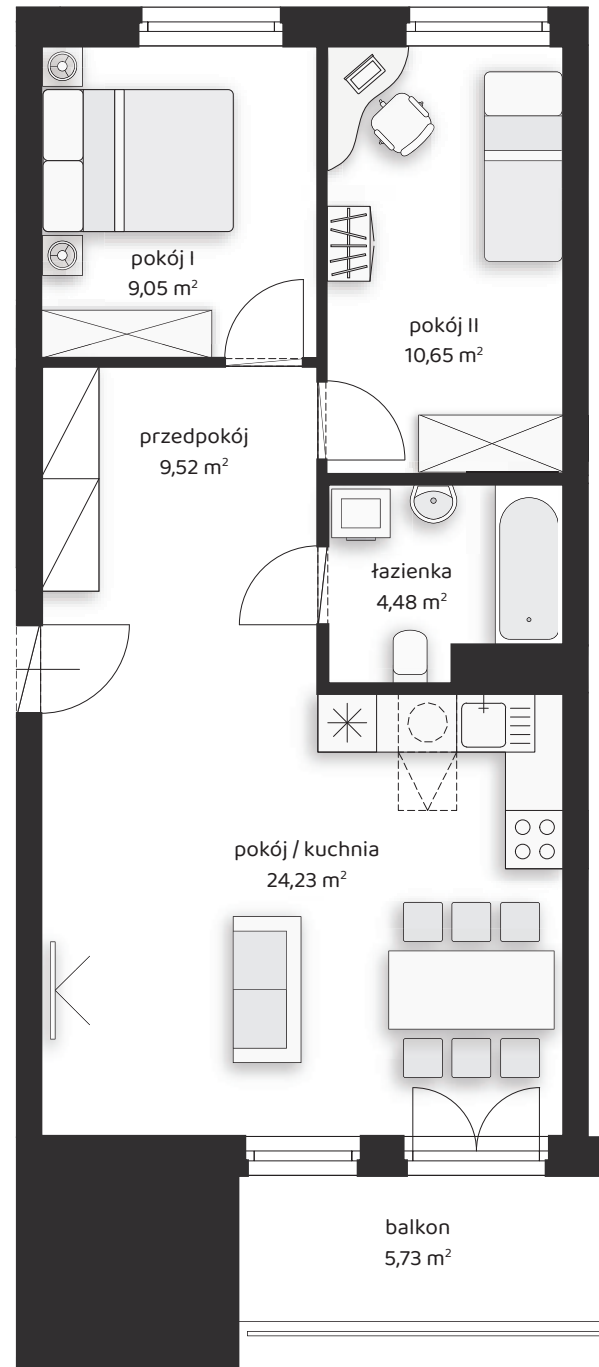 pokój I
9,05 m²
pokój II
10,65 m²
przedpokój
9,52 m²
łazienka
4,48 m²
pokój / kuchnia
24,23 m²
balkon
5,73 m²